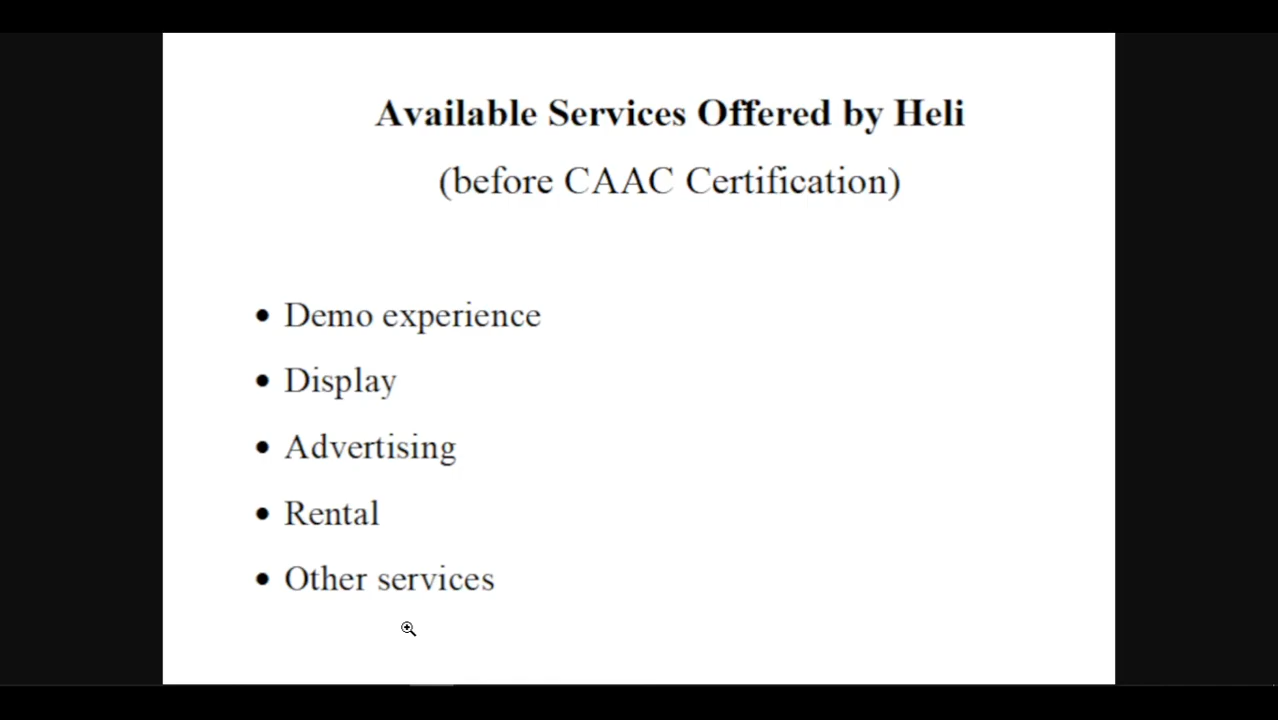 Available Services Offered by Heli
(before CAAC Certification)
• Demo experience
• Display
• Advertising
• Rental
• Other services